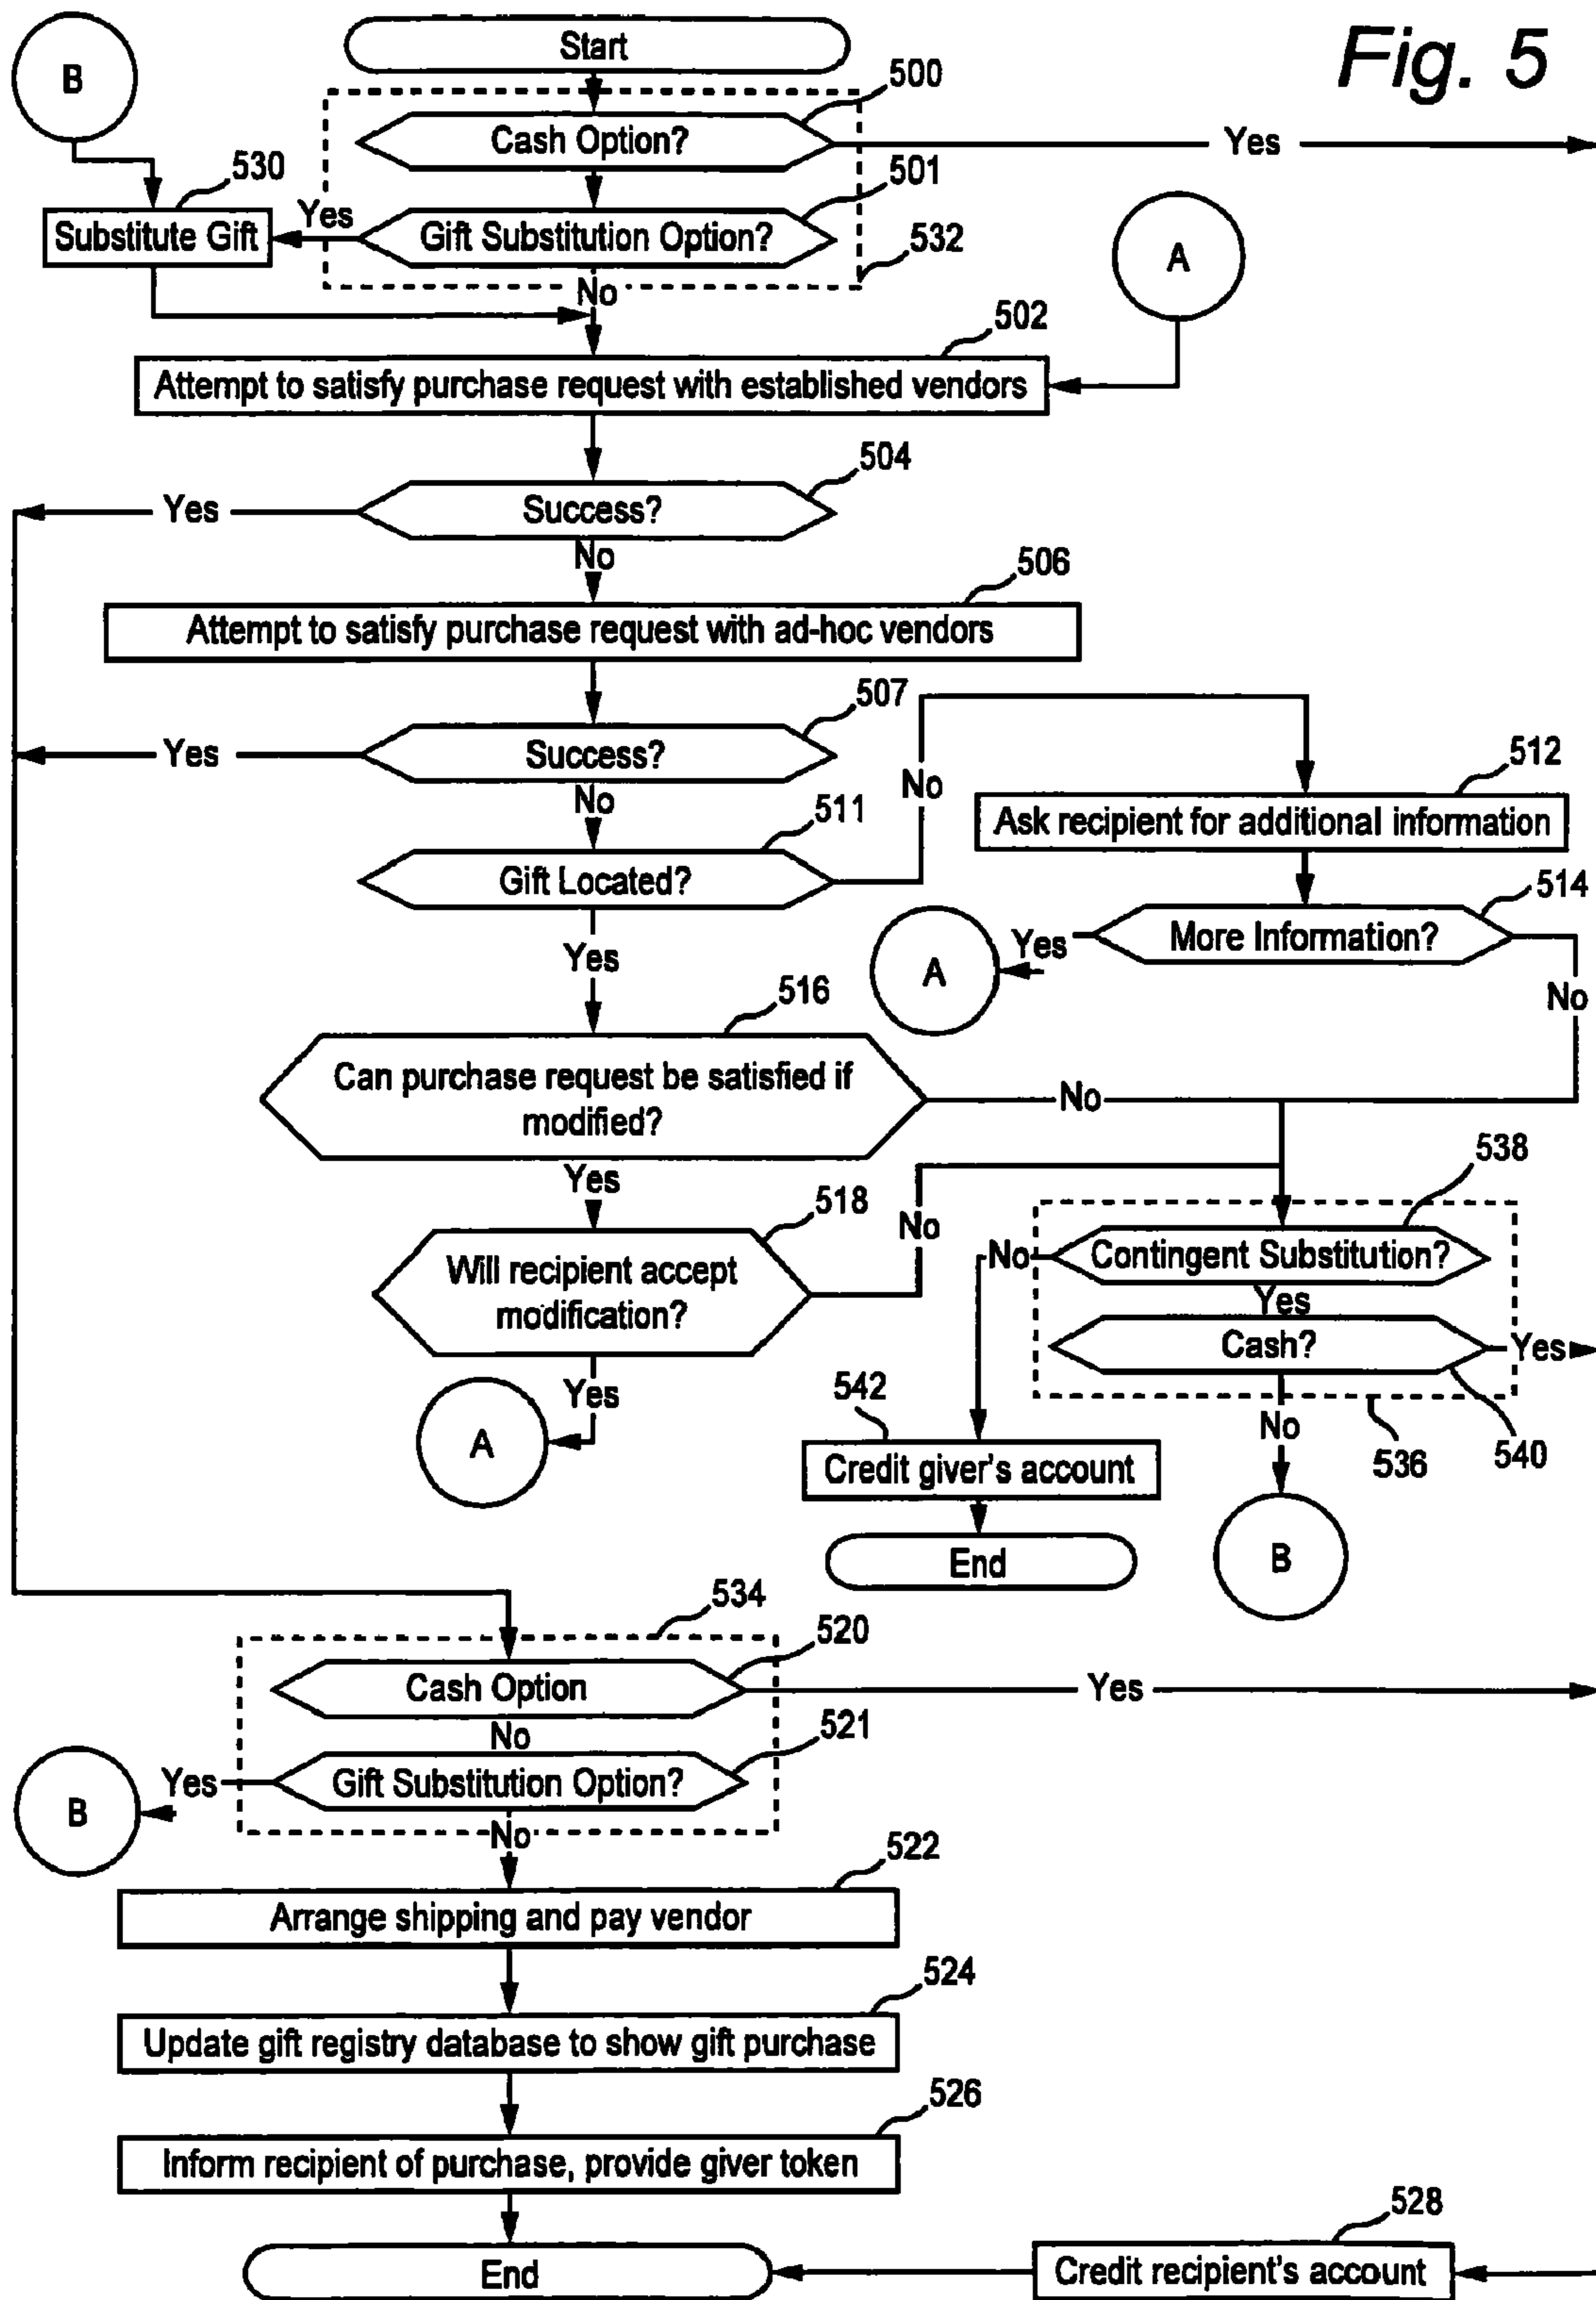 Fig. 5
B
Start
500
Cash Option?
Yes
530
501
Substitute Gift
Yes
Gift Substitution Option?
532
A
No
502
Attempt to satisfy purchase request with established vendors
504
Yes
Success?
No
506
Attempt to satisfy purchase request with ad-hoc vendors
507
Yes
Success?
No
No
512
Ask recipient for additional information
511
Gift Located?
514
More Information?
Yes
A
Yes
No
516
Can purchase request be satisfied if
modified?
No
Yes
518
No
538
Will recipient accept
modification?
No
Contingent Substitution?
Yes
Cash?
Yes
Yes
A
542
No
536
540
Credit giver's account
End
B
534
520
Cash Option
Yes
No
521
B
Yes
Gift Substitution Option?
No
522
Arrange shipping and pay vendor
524
Update gift registry database to show gift purchase
526
Inform recipient of purchase, provide giver token
528
End
Credit recipient's account